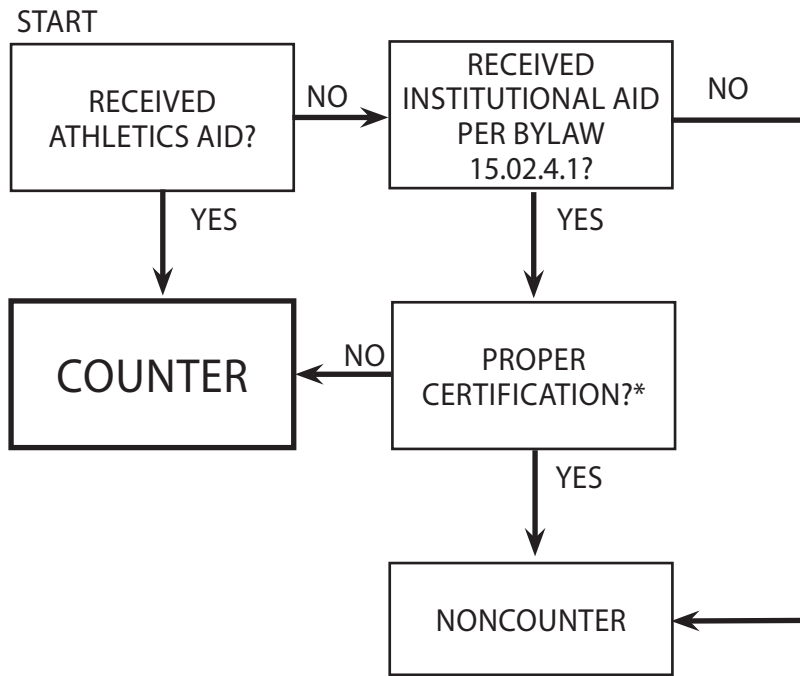 START
RECEIVED
ATHLETICS AID?
NO
RECEIVED
INSTITUTIONAL AID
PER BYLAW
15.02.4.1?
NO
YES
YES
COUNTER
NO
PROPER
CERTIFICATION?*
YES
NONCOUNTER